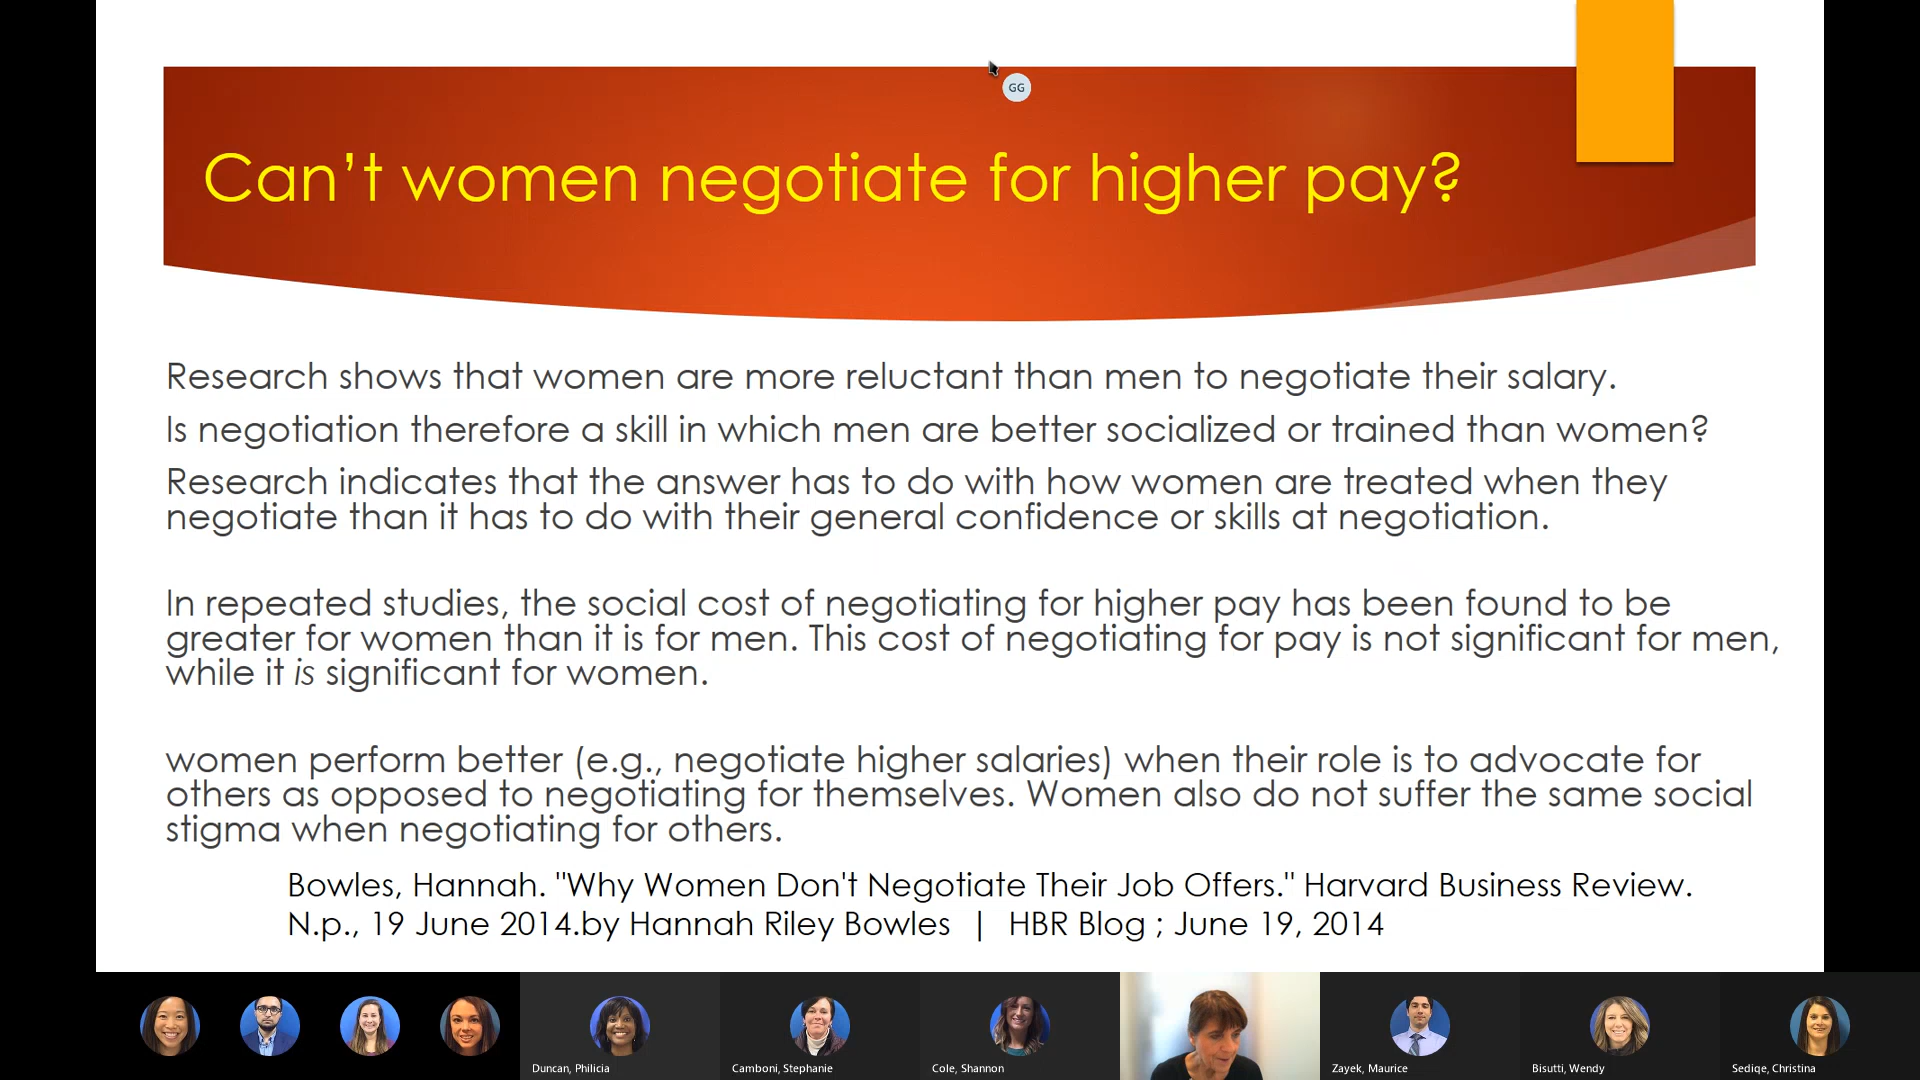 GG
Can’t women negotiate for higher pay?
Research shows that women are more reluctant than men to negotiate their salary.
Is negotiation therefore a skill in which men are better socialized or trained than women?
Research indicates that the answer has to do with how women are treated when they
negotiate than it has to do with their general confidence or skills at negotiation.
In repeated studies, the social cost of negotiating for higher pay has been found to be
greater for women than it is for men. This cost of negotiating for pay is not significant for men,
while it is significant for women.
women perform better (e.g., negotiate higher salaries) when their role is to advocate for
others as opposed to negotiating for themselves. Women also do not suffer the same social
stigma when negotiating for others.
Bowles, Hannah. "Why Women Don't Negotiate Their Job Offers." Harvard Business Review.
N.p., 19 June 2014.by Hannah Riley Bowles | HBR Blog ; June 19, 2014
Duncan, Philicia
Camboni, Stephanie
Cole, Shannon
Zayek, Maurice
Bisutti, Wendy
Sediqe, Christina